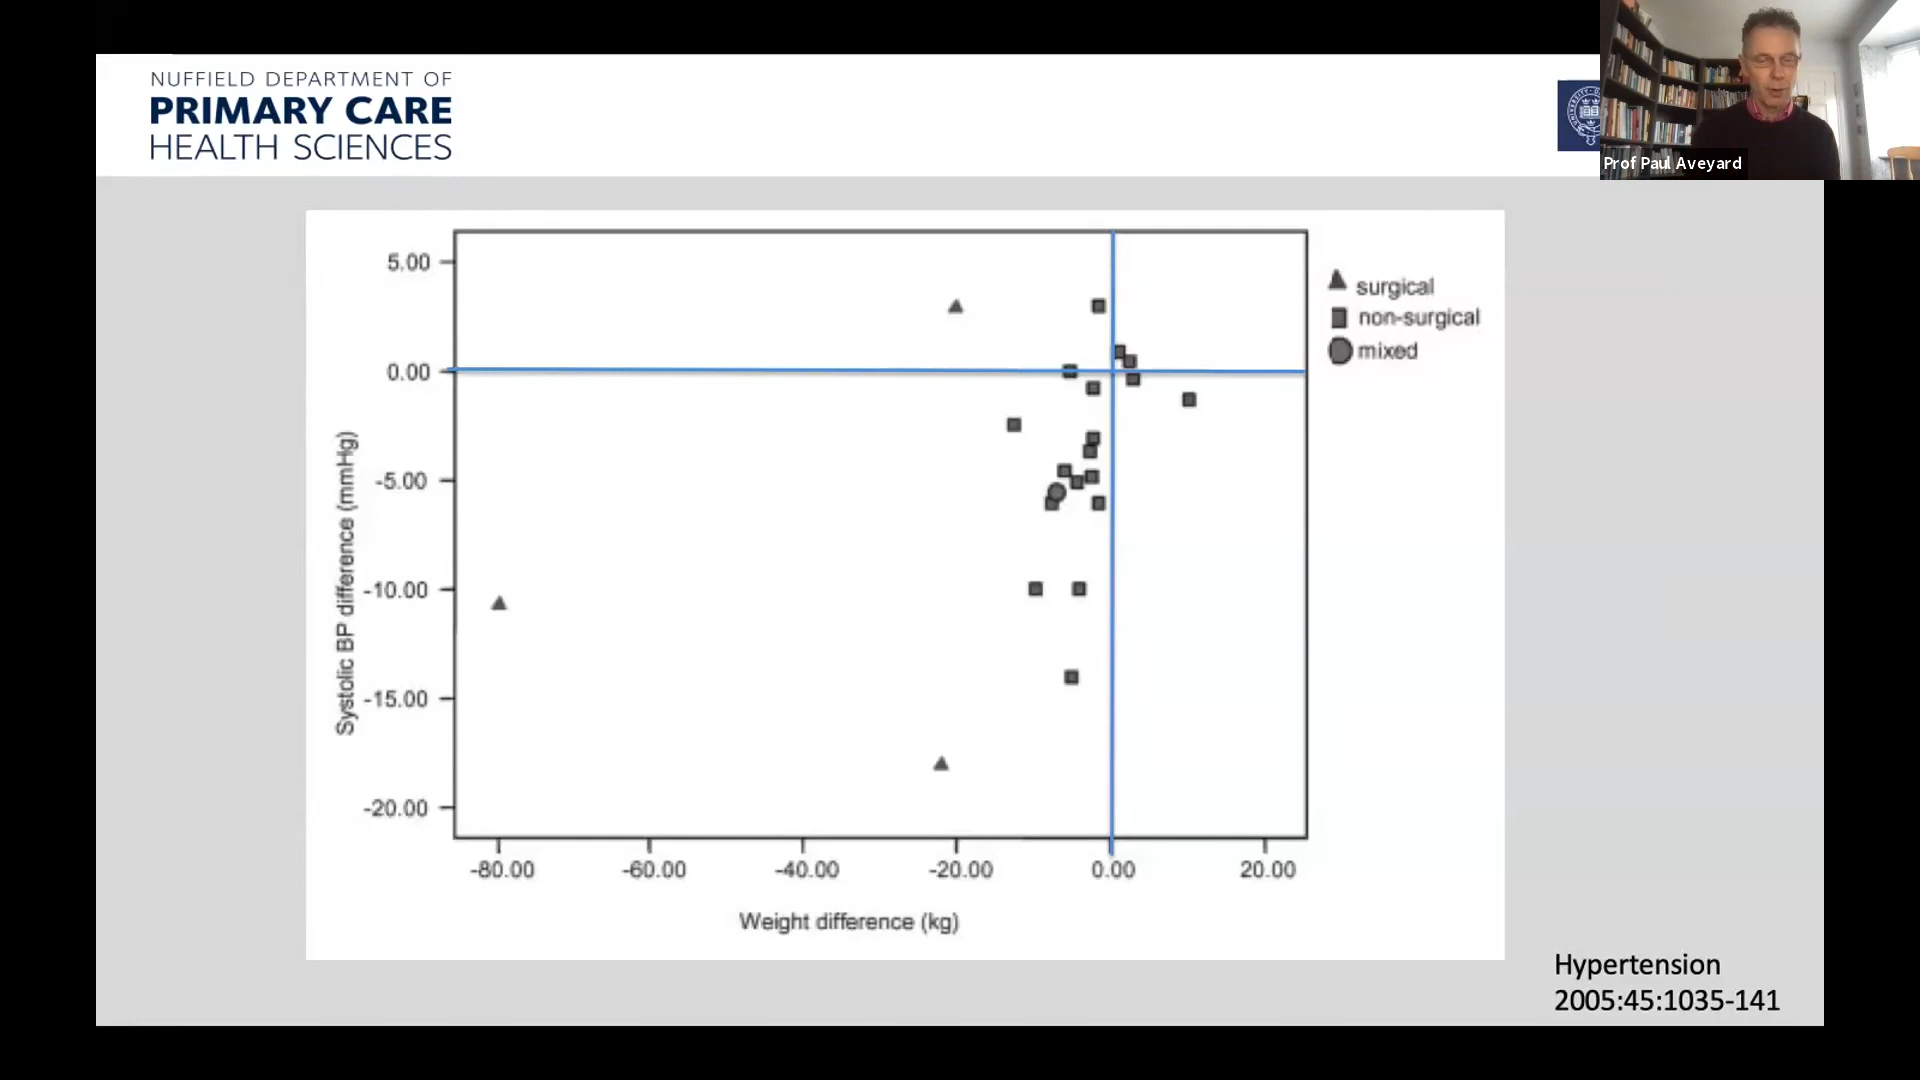 NUFFIELD DEPARTMENT OF
PRIMARY CARE
HEALTH SCIENCES
Prof Paul Aveyard
5.00
0.00
-5.00
-10.00
-15.00
-20.00
Systolic BP difference (mmHg)
surgical
non-surgical
mixed
-80.00
-60.00
-40.00
-20.00
0.00
20.00
Weight difference (kg)
Hypertension
2005:45:1035-141